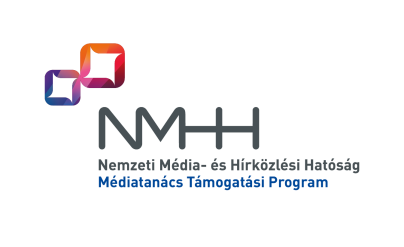 NMHH
Nemzeti Média- és Hírközlési Hatóság
Médiatanács Támogatási Program